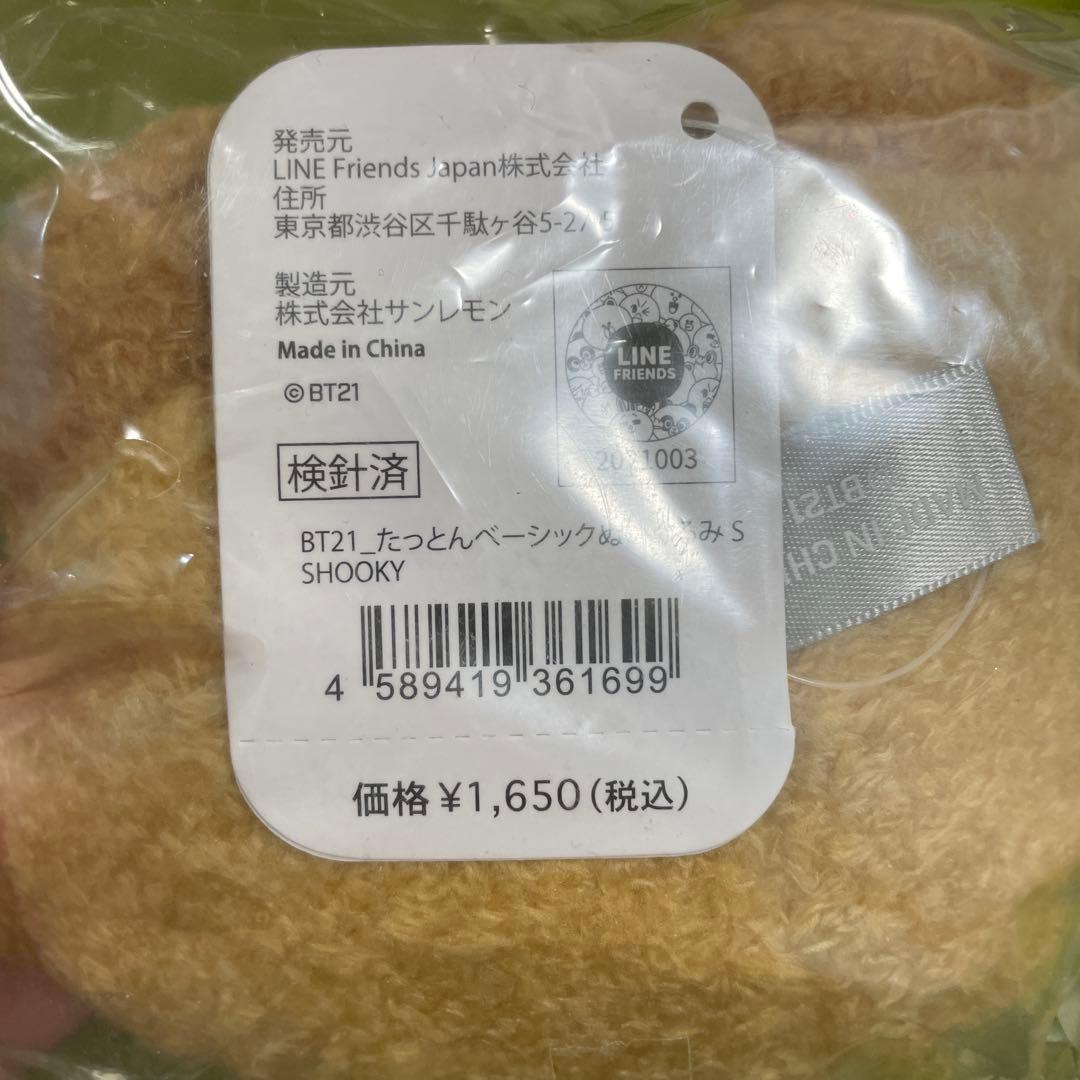 発売元
LINE Friends Japan株式会社
住所
東京都渋谷区千駄ヶ谷
製造元
株式会社サンレモン
Made in China
© BT21
LINE
FRIENDS
検針済
BT21_たっとんベーシック S
SHOOKY
4 589419 361699
価格 ¥1,650(税込)
BT21
MADE IN